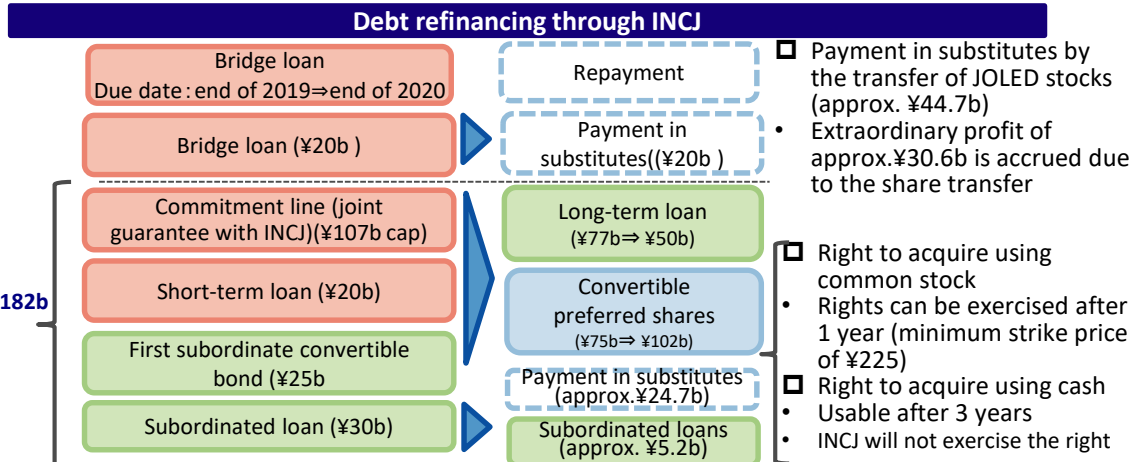 Debt refinancing through INCJ
Bridge loan
Due date：end of 2019⇒end of 2020
Bridge loan (¥20b )
Commitment line (joint
guarantee with INCJ)(¥107b cap)
Short-term loan (¥20b)
First subordinate convertible
bond (¥25b
Subordinated loan (¥30b)
182b
Repayment
Payment in
substitutes((¥20b )
Long-term loan
(¥77b⇒ ¥50b)
Convertible
preferred shares
(¥75b⇒ ¥102b)
Payment in substitutes
(approx.¥24.7b)
Subordinated loans
(approx. ¥5.2b)
Payment in substitutes by
the transfer of JOLED stocks
(approx. ¥44.7b)
• Extraordinary profit of
approx.¥30.6b is accrued due
to the share transfer
Right to acquire using
common stock
• Rights can be exercised after
1 year (minimum strike price
of ¥225)
Right to acquire using cash
• Usable after 3 years
• INCJ will not exercise the right